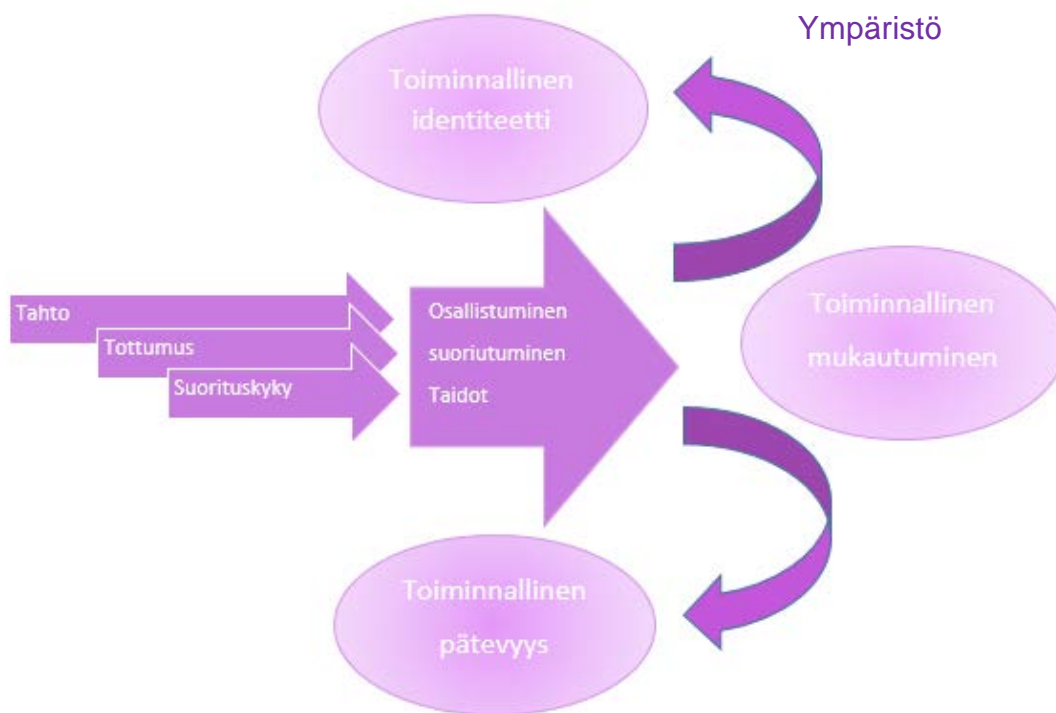 Ympäristö
Toiminnallinen
identiteetti
Tahto
Tottumus
Suorituskyky
Osallistuminen
suoriutuminen
Taidot
Toiminnallinen
mukautuminen
Toiminnallinen
pätevyys